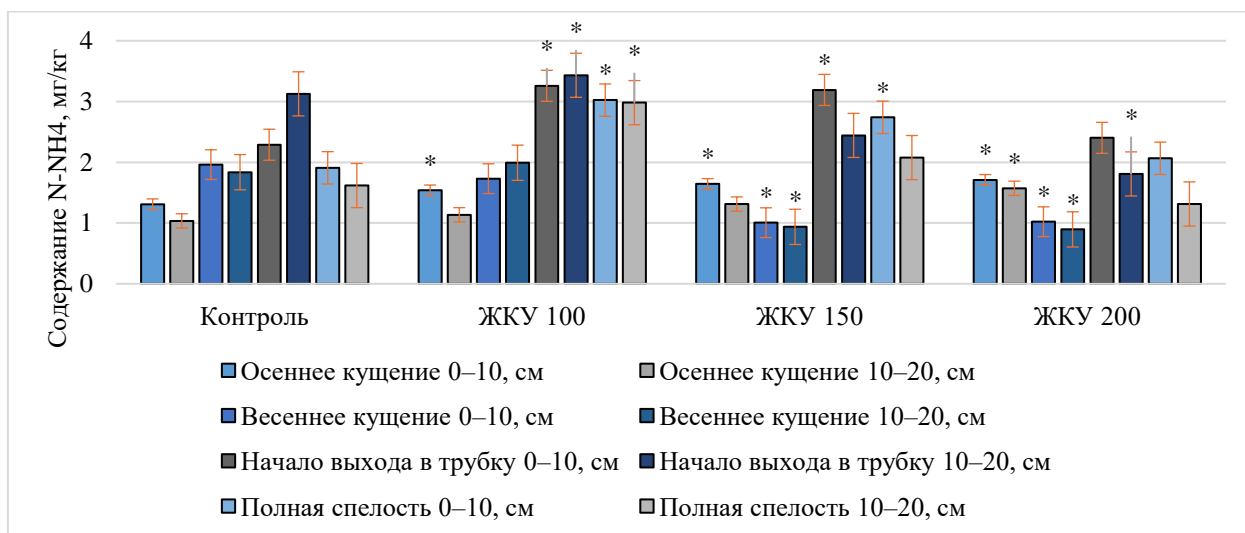 Содержание N-NH4, мг/кг
4
3
2
1
0
* * * *
*
* *
* *
*
* *
* *
*
Контроль ЖКУ 100 ЖКУ 150 ЖКУ 200
Осеннее кущение 0–10, см Осеннее кущение 10–20, см
Весеннее кущение 0–10, см Весеннее кущение 10–20, см
Начало выхода в трубку 0–10, см Начало выхода в трубку 10–20, см
Полная спелость 0–10, см Полная спелость 10–20, см